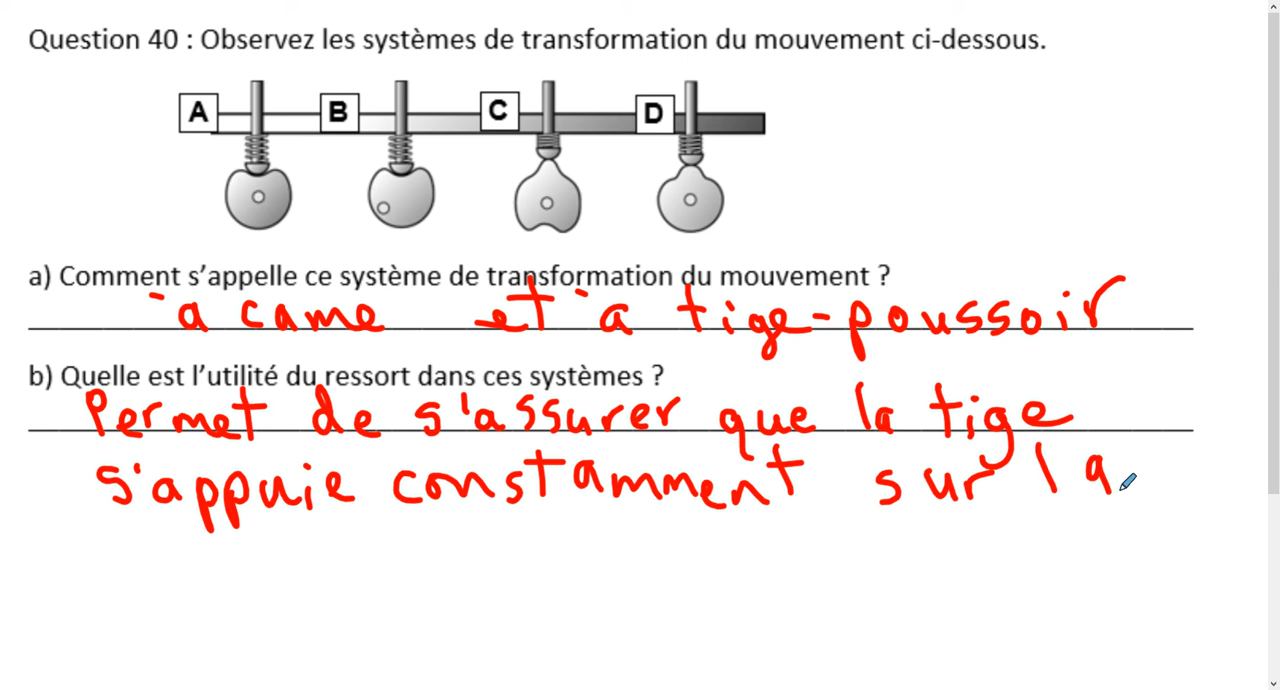 Question 40 : Observez les systèmes de transformation du mouvement ci-dessous.
A B C D
a) Comment s'appelle ce système de transformation du mouvement ?
à came et à tige-poussoir
b) Quelle est l'utilité du ressort dans ces systèmes ?
Permet de s'assurer que la tige
s'appuie constamment sur la